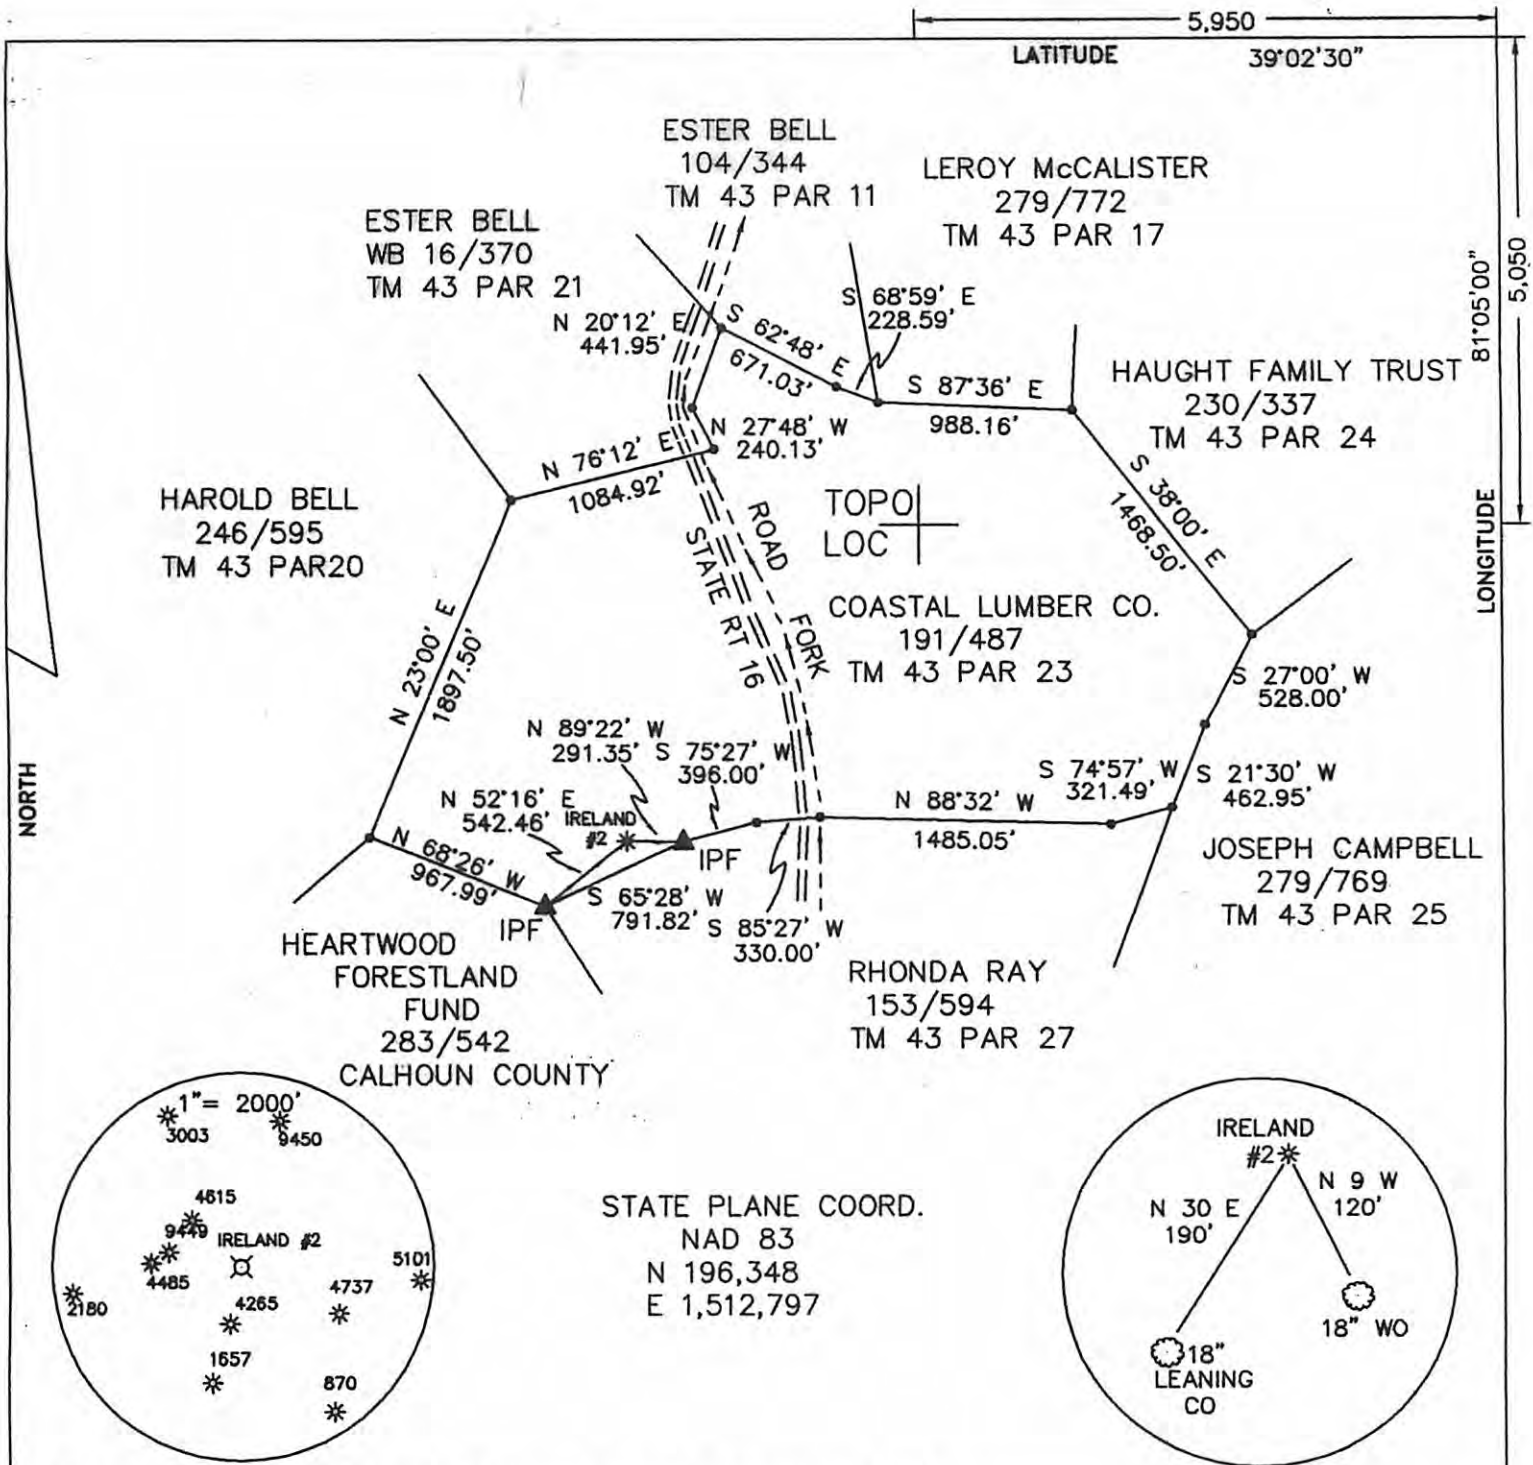 5,950
LATITUDE 39°02'30"
5,050
81°05'00"
LONGITUDE
ESTER BELL
104/344
TM 43 PAR 11
LEROY McCALISTER
279/772
TM 43 PAR 17
ESTER BELL
WB 16/370
TM 43 PAR 21
N 20°12' E
441.95'
S 62°48' E
671.03'
S 68°59' E
228.59'
S 87°36' E
988.16'
HAUGHT FAMILY TRUST
230/337
TM 43 PAR 24
N 27°48' W
240.13'
N 76°12' E
1084.92'
S 38°00' E
1468.50'
HAROLD BELL
246/595
TM 43 PAR20
TOPO
LOC
ROAD FORK
STATE RT 16
COASTAL LUMBER CO.
191/487
TM 43 PAR 23
N 23°00' E
1897.50'
S 27°00' W
528.00'
N 89°22' W
291.35'
S 75°27' W
396.00'
S 74°57' W
321.49'
S 21°30' W
462.95'
NORTH
N 52°16' E
542.46'
IRELAND
#2
N 88°32' W
1485.05'
IPF
N 68°26' W
967.99'
S 65°28' W
791.82'
S 85°27' W
330.00'
IPF
JOSEPH CAMPBELL
279/769
TM 43 PAR 25
HEARTWOOD
FORESTLAND
FUND
283/542
CALHOUN COUNTY
RHONDA RAY
153/594
TM 43 PAR 27
1"= 2000'
3003
9450
4615
9449
IRELAND #2
4485
5101
2180
4265
4737
1657
870
STATE PLANE COORD.
NAD 83
N 196,348
E 1,512,797
IRELAND
#2
N 30 E
190'
N 9 W
120'
18" WO
18"
LEANING
CO